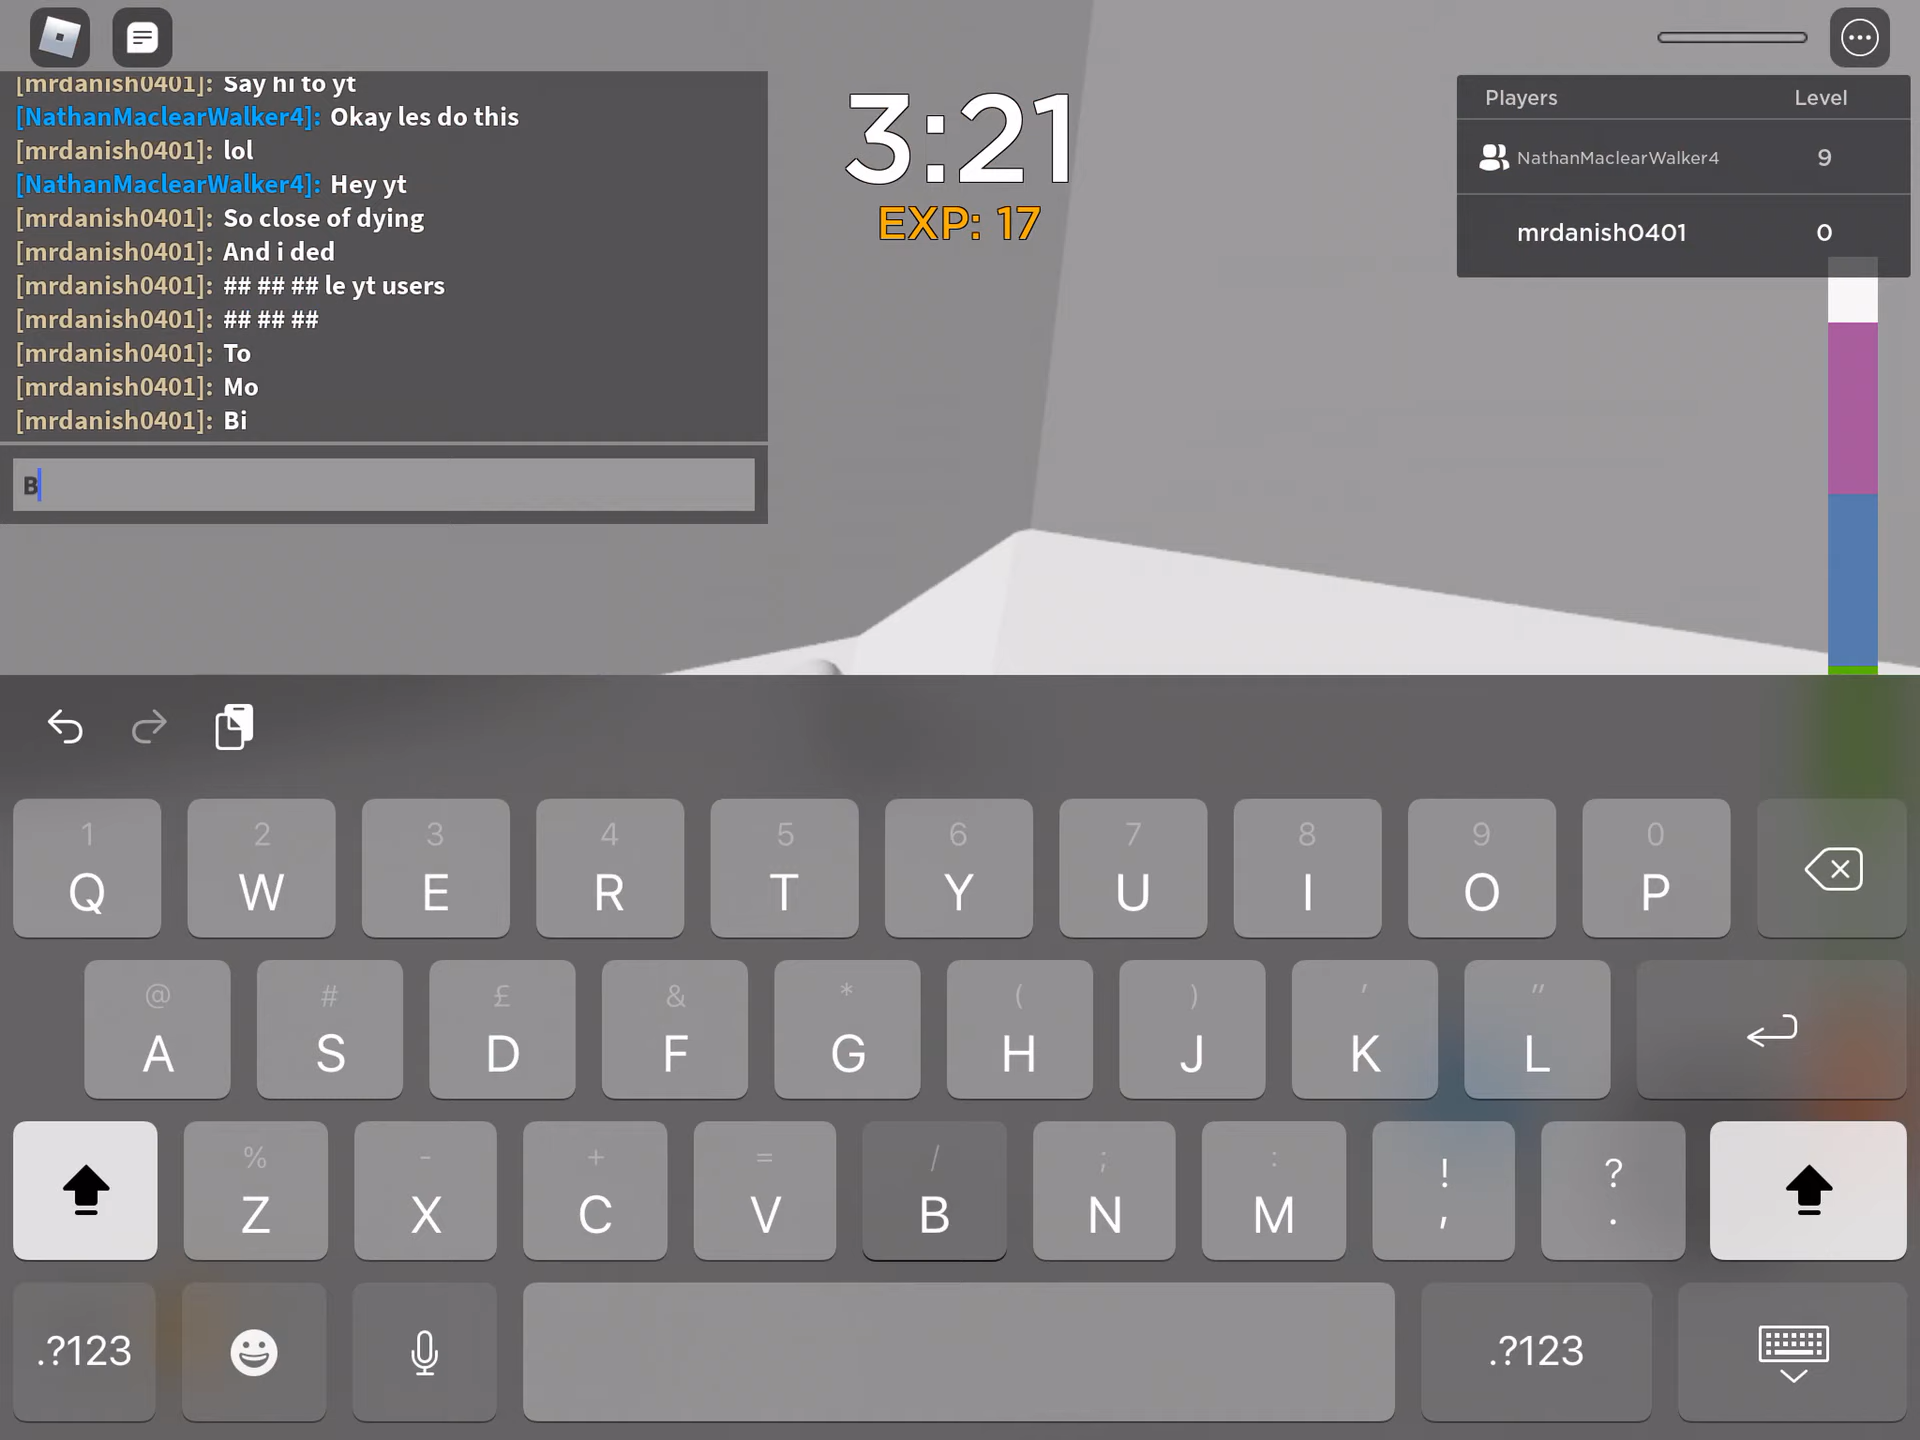 [mrdanish0401]: Say hi to yt
[NathanMaclearWalker4]: Okay les do this
[mrdanish0401]: lol
[NathanMaclearWalker4]: Hey yt
[mrdanish0401]: So close of dying
[mrdanish0401]: And i ded
[mrdanish0401]: ## ## ## le yt users
[mrdanish0401]: ## ## ##
[mrdanish0401]: To
[mrdanish0401]: Mo
[mrdanish0401]: Bi
B
3:21
EXP: 17
Players Level
NathanMaclearWalker4 9
mrdanish0401 0
1 2 3 4 5 6 7 8 9 0
Q W E R T Y U I O P
@ # £ & * ( ) ' "
A S D F G H J K L
% - + = / ; : ! ?
Z X C V B N M , .
.?123 .?123